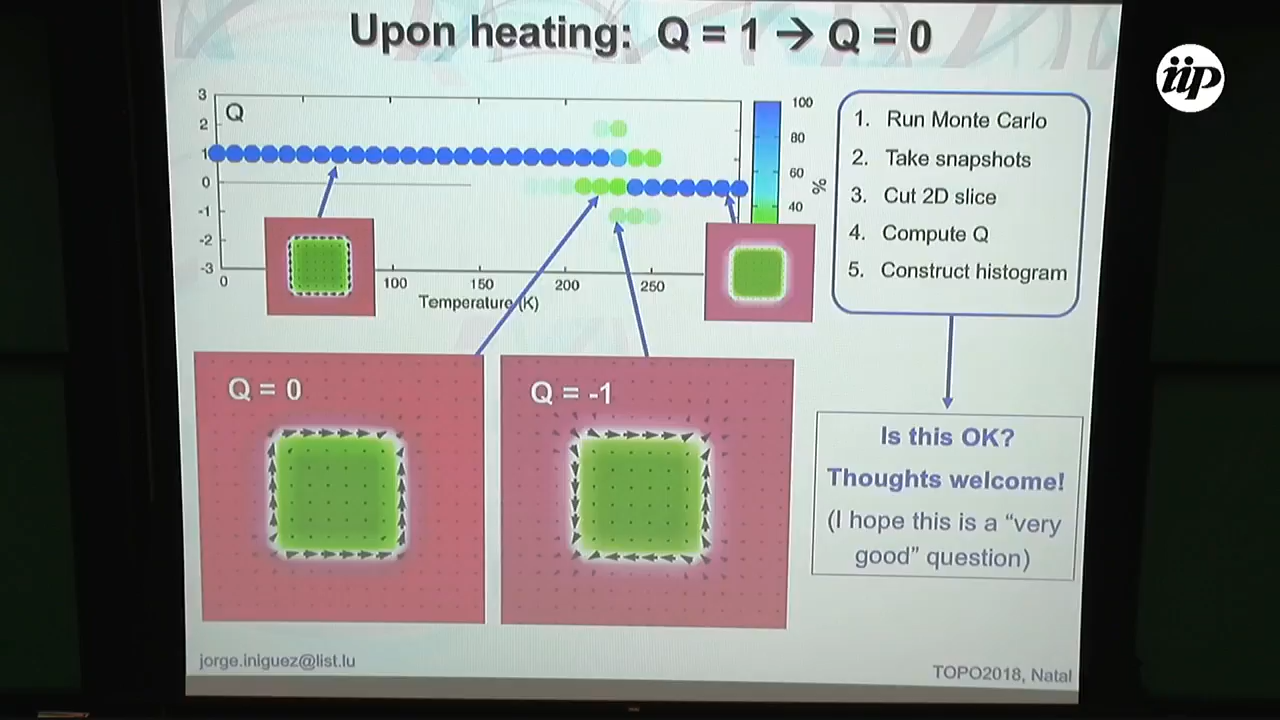 Upon heating: Q = 1 → Q = 0
iip
3
2
1
0
-1
-2
-3
Q
0
100
150
200
250
Temperature (K)
100
80
60
40
%
1. Run Monte Carlo
2. Take snapshots
3. Cut 2D slice
4. Compute Q
5. Construct histogram
Q = 0
Q = -1
Is this OK?
Thoughts welcome!
(I hope this is a “very
good” question)
jorge.iniguez@list.lu
TOPO2018, Natal